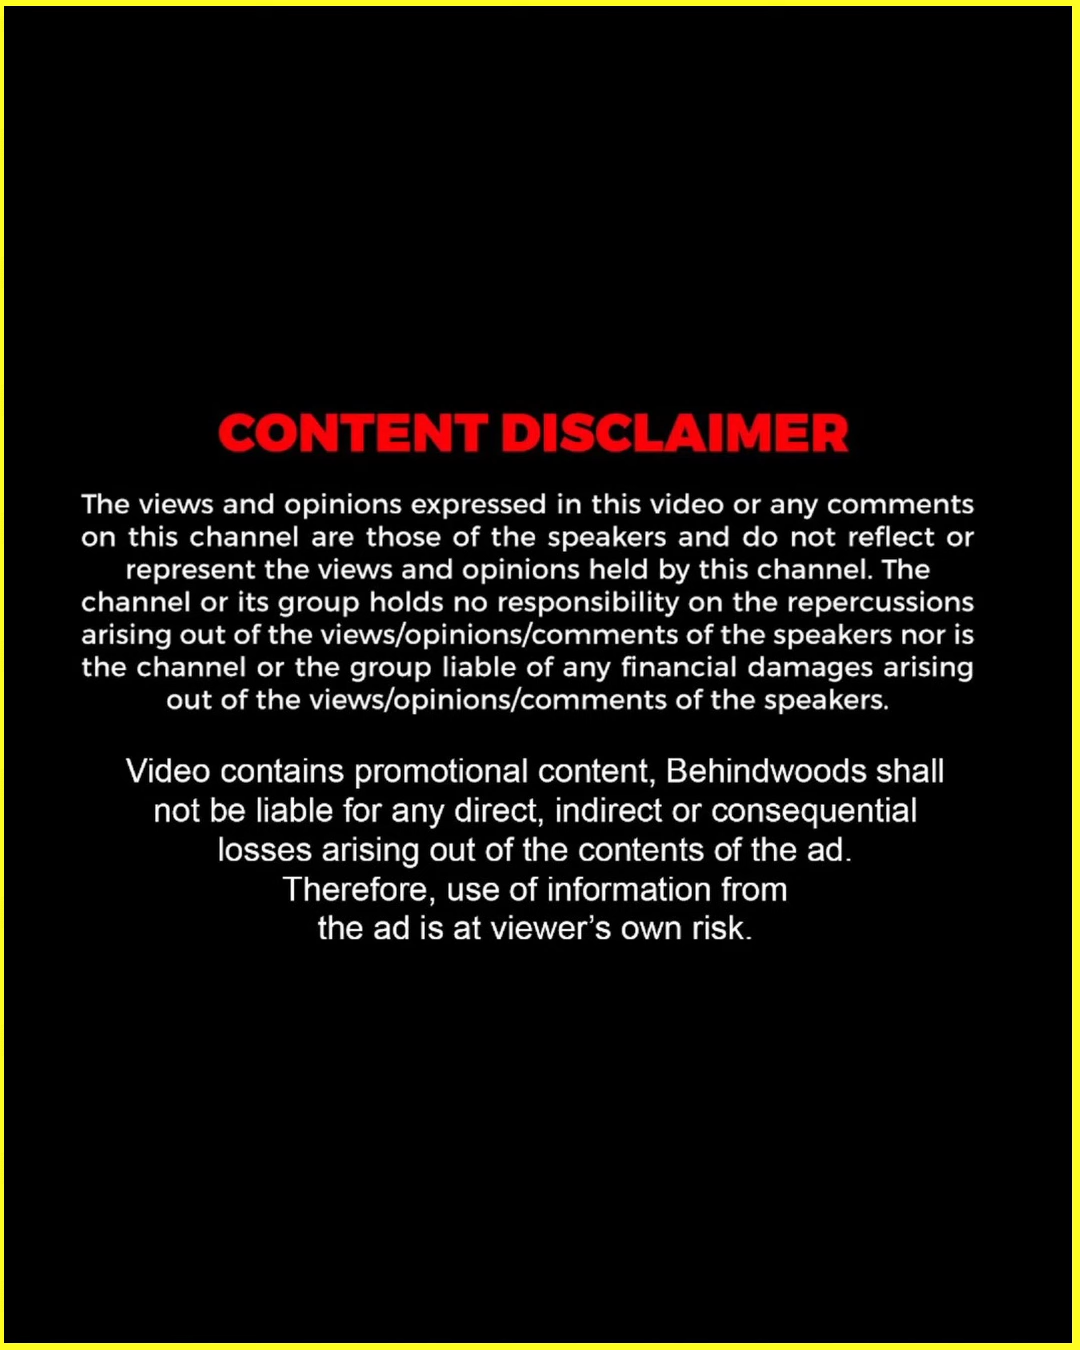 CONTENT DISCLAIMER
The views and opinions expressed in this video or any comments
on this channel are those of the speakers and do not reflect or
represent the views and opinions held by this channel. The
channel or its group holds no responsibility on the repercussions
arising out of the views/opinions/comments of the speakers nor is
the channel or the group liable of any financial damages arising
out of the views/opinions/comments of the speakers.
Video contains promotional content, Behindwoods shall
not be liable for any direct, indirect or consequential
losses arising out of the contents of the ad.
Therefore, use of information from
the ad is at viewer’s own risk.